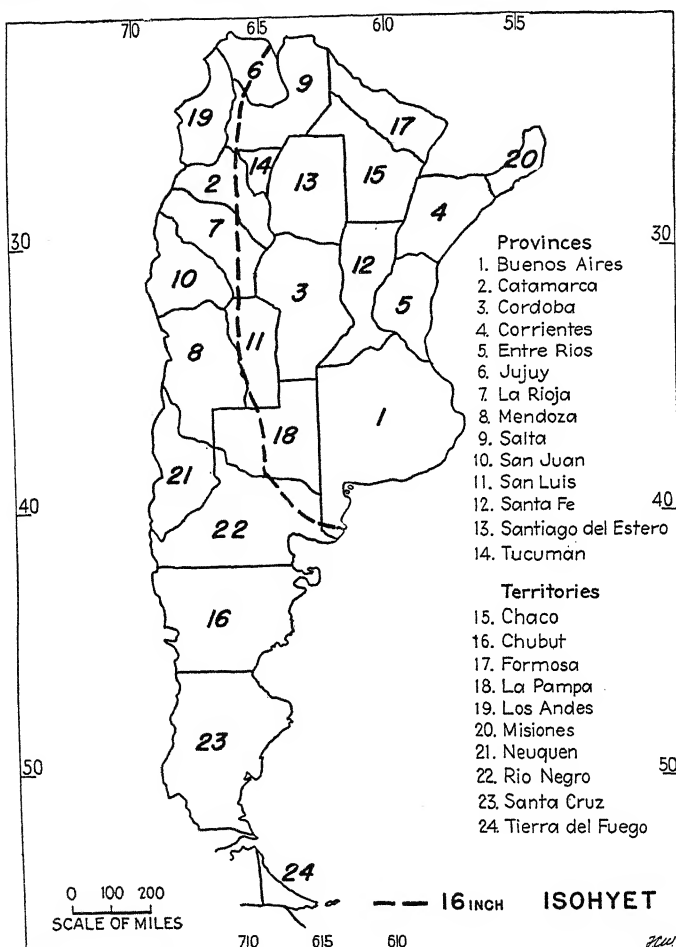 710 615 610 515
6
9
19
17
14
20
2
13
15
7
4
30
30
12
10
3
5
11
8
18
1
21
40
40
22
16
23
50
50
24
Provinces
1. Buenos Aires
2. Catamarca
3. Cordoba
4. Corrientes
5. Entre Rios
6. Jujuy
7. La Rioja
8. Mendoza
9. Salta
10. San Juan
11. San Luis
12. Santa Fe
13. Santiago del Estero
14. Tucumán
Territories
15. Chaco
16. Chubut
17. Formosa
18. La Pampa
19. Los Andes
20. Misiones
21. Neuquen
22. Rio Negro
23. Santa Cruz
24. Tierra del Fuego
0 100 200
SCALE OF MILES
16 INCH ISOHYET
710 615 610